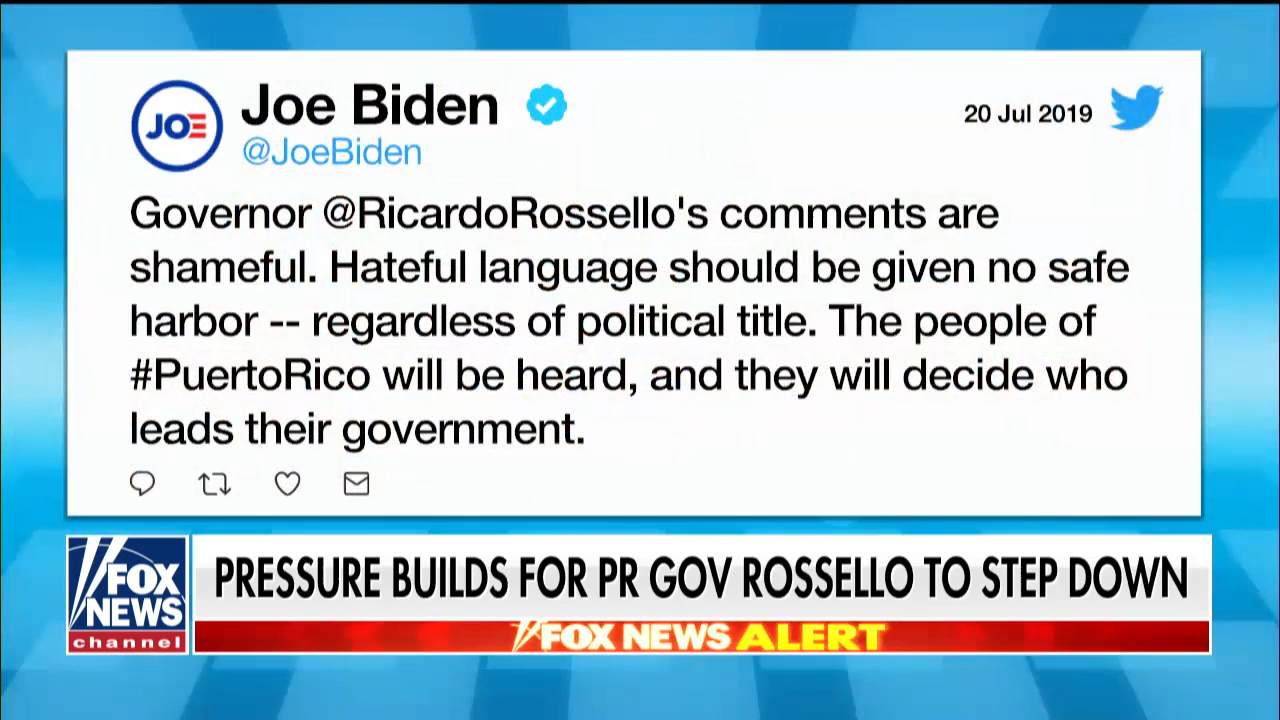 JOE
Joe Biden
@JoeBiden
20 Jul 2019
Governor @RicardoRossello's comments are
shameful. Hateful language should be given no safe
harbor -- regardless of political title. The people of
#PuertoRico will be heard, and they will decide who
leads their government.
FOX
NEWS
channel
PRESSURE BUILDS FOR PR GOV ROSSELLO TO STEP DOWN
FOX NEWS ALERT